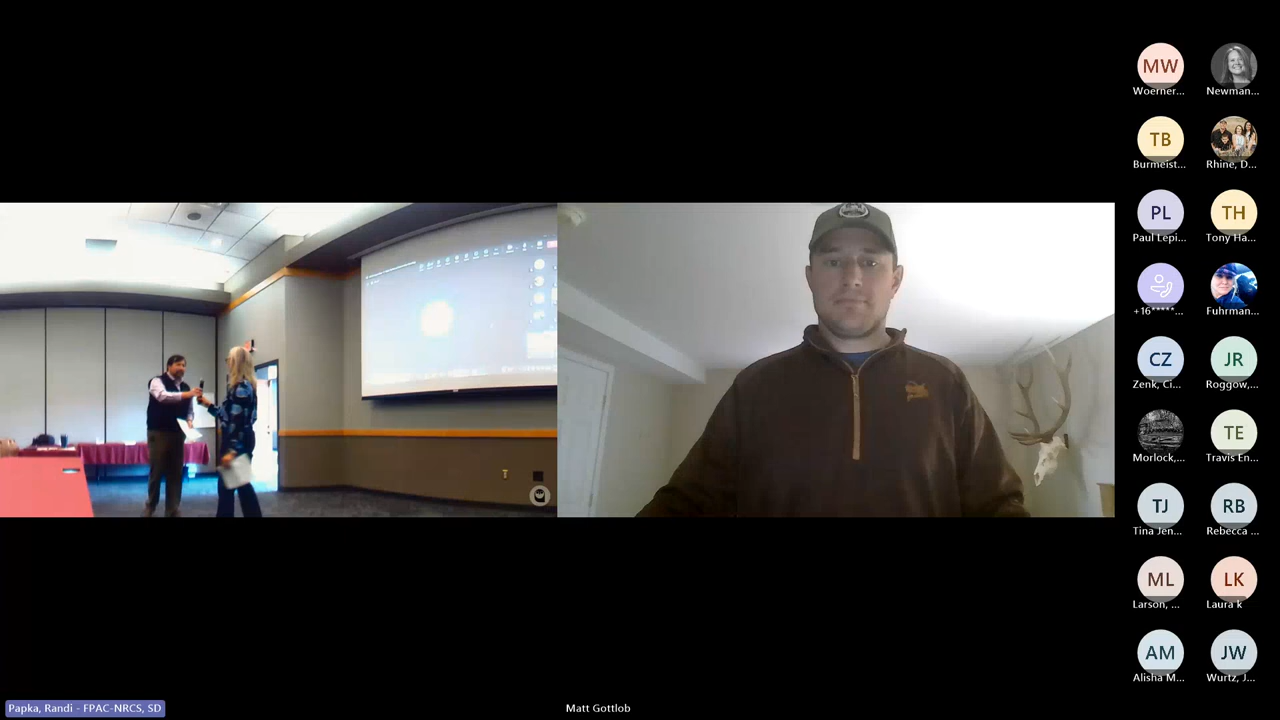 MW
Woerner...
Newman...
TB
Burmeist...
Rhine, D...
PL
Paul Lepi...
TH
Tony Ha...
+16*****...
Fuhrman...
CZ
Zenk, Ci...
JR
Roggow,...
Morlock,...
TE
Travis En...
TJ
Tina Jen...
RB
Rebecca ...
ML
Larson, ...
LK
Laura k
AM
Alisha M...
JW
Wurtz, J...
Papka, Randi - FPAC-NRCS, SD
Matt Gottlob